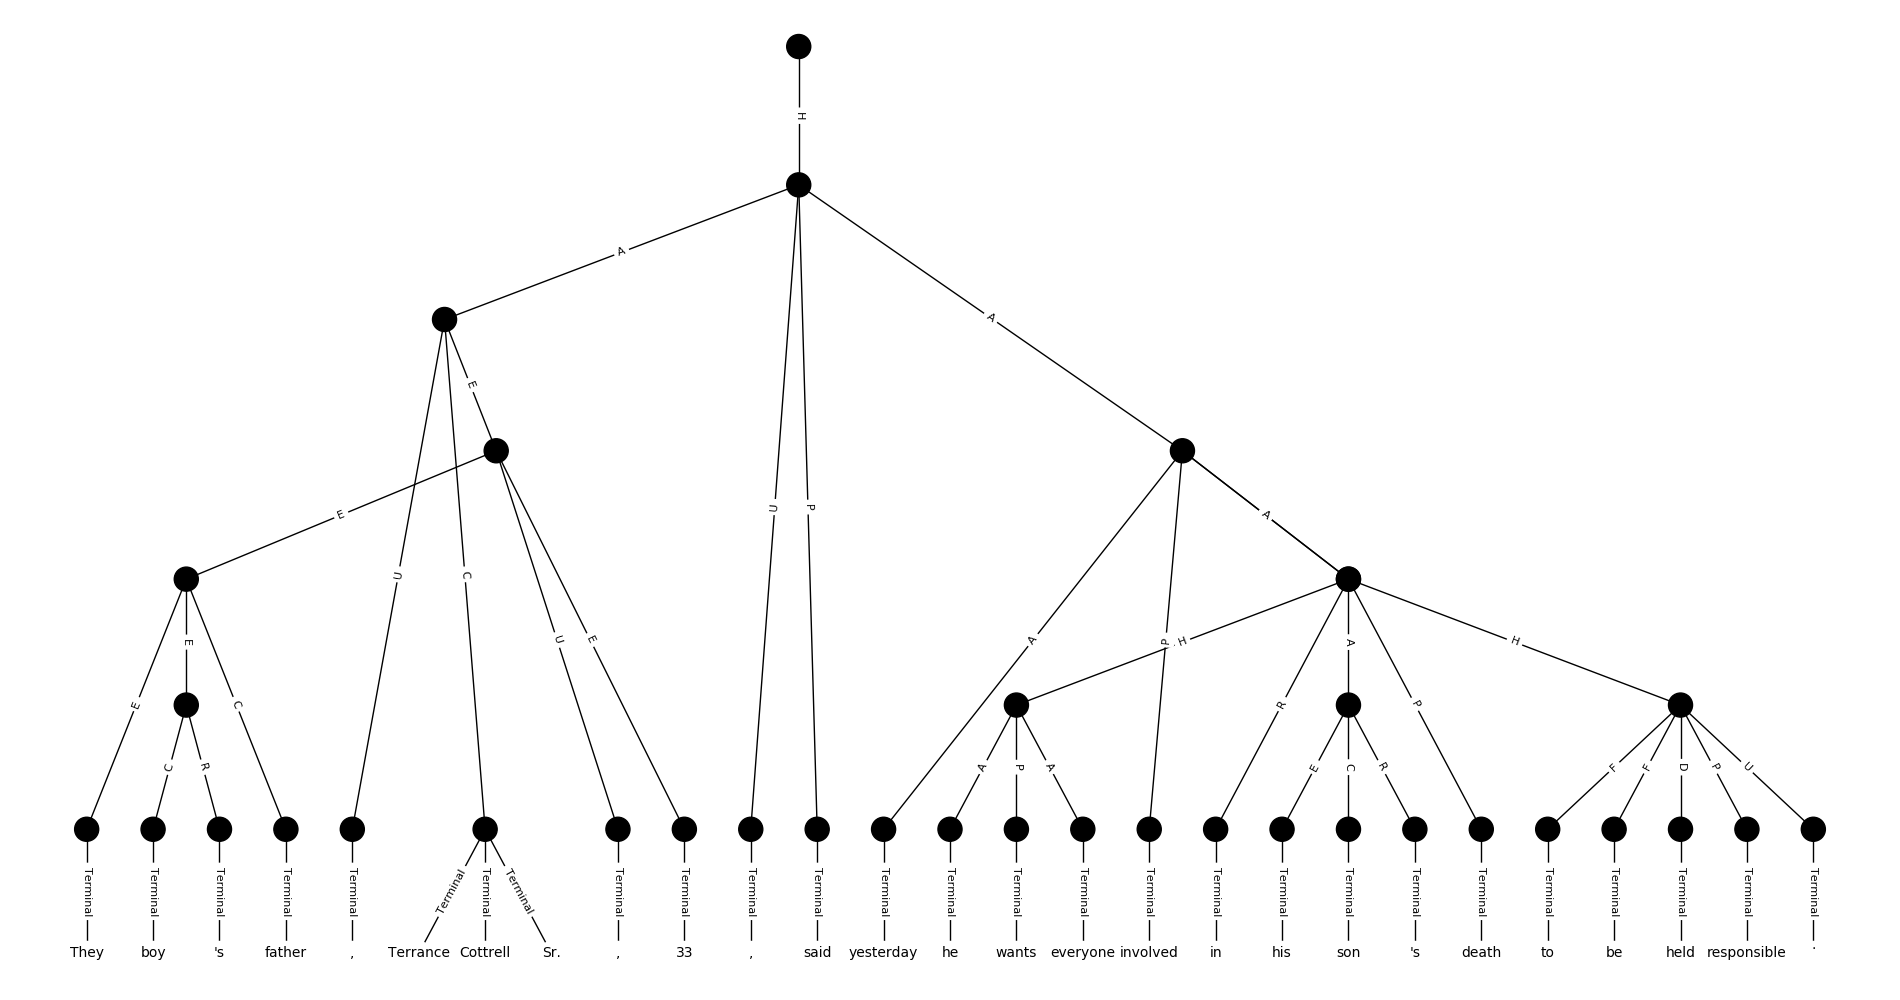 H
A
A
E
E
U
C
U
P
A
E
C
U
E
A
P
H
R
A
P
H
E
C
R
A
P
A
E
C
R
F
F
D
P
U
Terminal Terminal Terminal Terminal Terminal Terminal Terminal Terminal Terminal Terminal Terminal Terminal Terminal Terminal Terminal Terminal Terminal Terminal Terminal Terminal Terminal Terminal Terminal Terminal Terminal Terminal Terminal
They boy 's father , Terrance Cottrell Sr. , 33 , said yesterday he wants everyone involved in his son 's death to be held responsible .